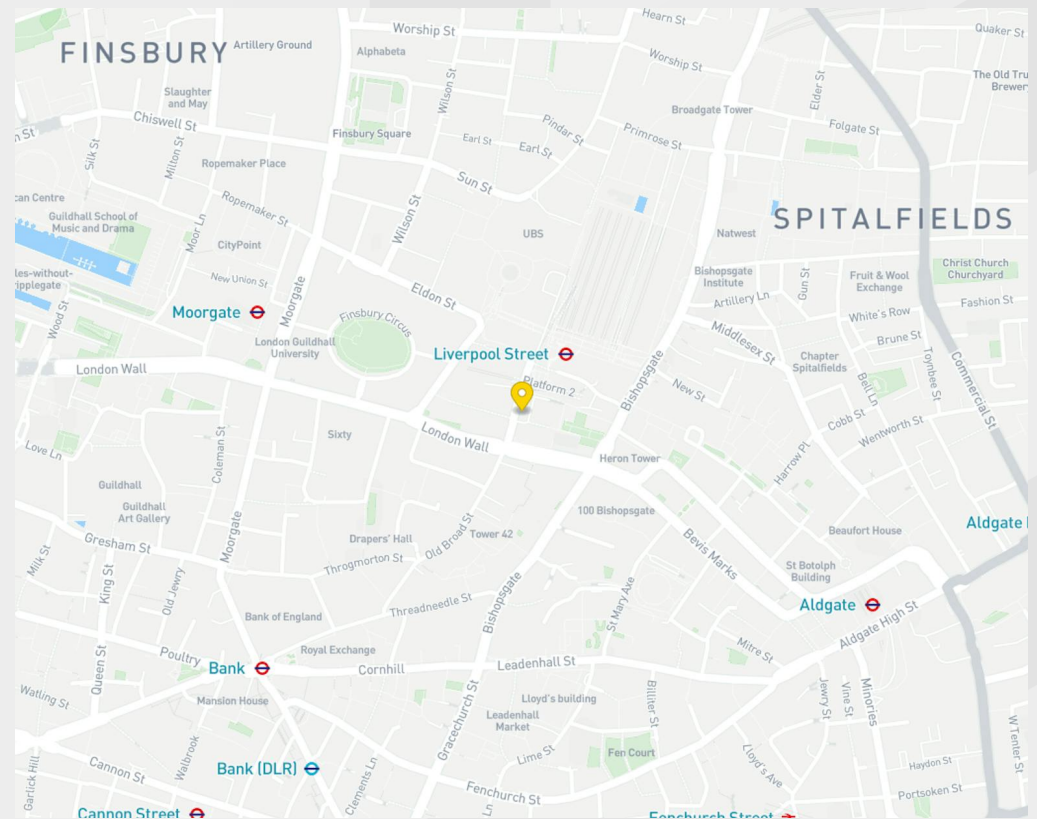 Hearn St
Worship St
Quaker St
FINSBURY
Artillery Ground
Alphabeta
Worship St
The Old Tru
Brewer
Slaughter
and May
Wilson St
Elder St
Broadgate Tower
Chiswell St
n St
Finsbury Square
Pindar St
Primrose St
Folgate St
Silk St
Milton St
Earl St
Earl St
Ropemaker Place
Sun St
can Centre
Guildhall School of
Music and Drama
Ropemaker St
Moor Ln
Wilson St
SPITALFIELDS
UBS
Natwest
CityPoint
les-without-
ripplegate
New Union St
Bishopsgate
Institute
Gun St
Fruit & Wool
Exchange
Christ Church
Churchyard
Eldon St
Artillery Ln
Fashion St
Wood St
Moorgate
Moorgate
Finsbury Circus
White's Row
Middlesex St
Brune St
London Guildhall
University
Liverpool Street
Chapter
Spitalfields
Toynbee St
Commercial St
London Wall
Platform 2
Bishopsgate
New St
Bell Ln
Cobb St
Wentworth St
Sixty
London Wall
Love Ln
Coleman St
Heron Tower
Harrow Pl
Guildhall
Guildhall
Art Gallery
100 Bishopsgate
Aldgate
Drapers' Hall
Old Broad St
Tower 42
Beaufort House
Gresham St
Moorgate
Bevis Marks
Milk St
Throgmorton St
St Botolph
Building
King St
Old Jewry
Bishopsgate
St Mary Axe
Aldgate
Bank of England
Threadneedle St
Aldgate High St
Poultry
Royal Exchange
Mitre St
Queen St
Bank
Cornhill
Leadenhall St
Watling St
Mansion House
Lloyd's building
Billiter St
Jewry St
Vine St
Minories
Leadenhall
Market
Gracechurch St
Walbrook
Lime St
Fen Court
W Tenter St
Cannon St
Bank (DLR)
Lloyd's Ave
Haydon St
Garlick Hill
Clements Ln
Fenchurch St
Portsoken St
Ln
Cannon Street
Fenchurch Street